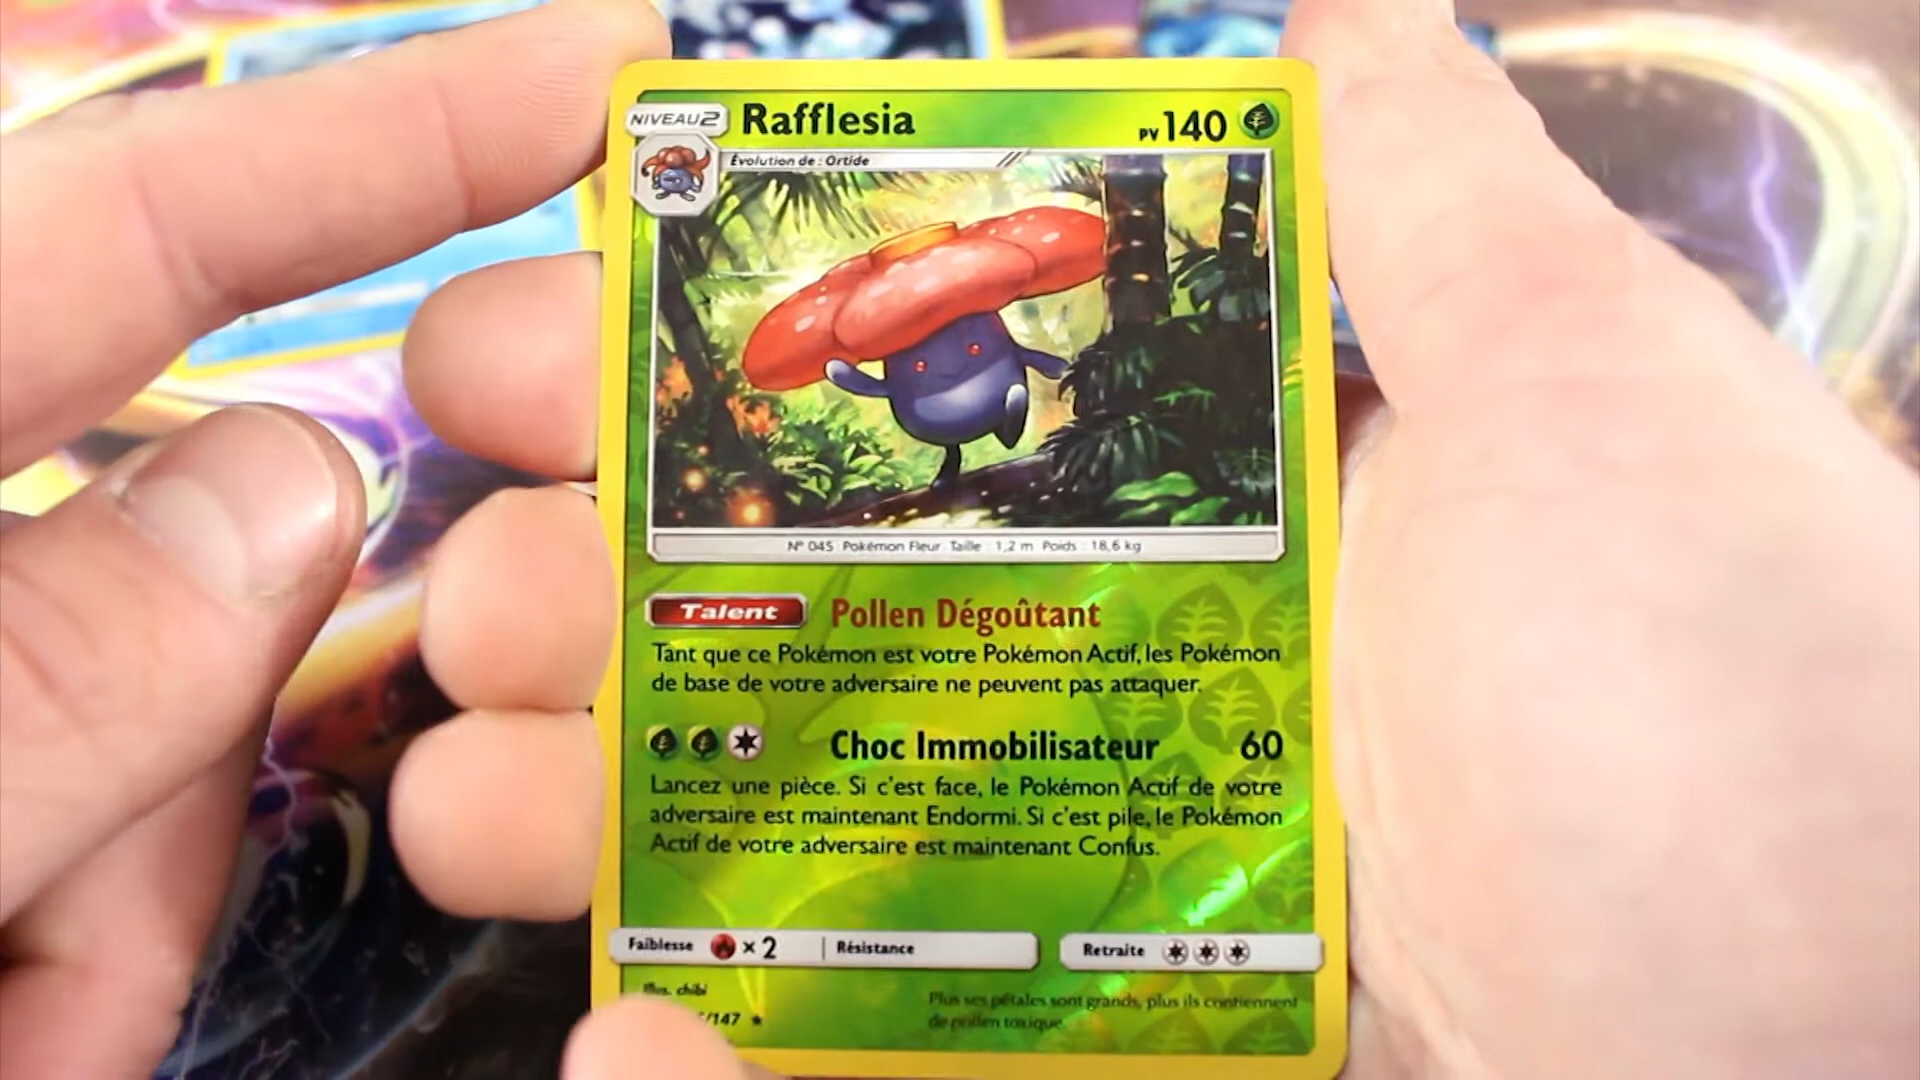 NIVEAU 2 Rafflesia PV 140
Évolution de : Ortide
N° 045 Pokémon Fleur Taille : 1,2 m Poids : 18,6 kg
Talent Pollen Dégoûtant
Tant que ce Pokémon est votre Pokémon Actif, les Pokémon
de base de votre adversaire ne peuvent pas attaquer.
Choc Immobilisateur 60
Lancez une pièce. Si c'est face, le Pokémon Actif de votre
adversaire est maintenant Endormi. Si c'est pile, le Pokémon
Actif de votre adversaire est maintenant Confus.
Faiblesse × 2 Résistance Retraite
Illus. chibi
/147
Plus ses pétales sont grands, plus ils contiennent
de pollen toxique.